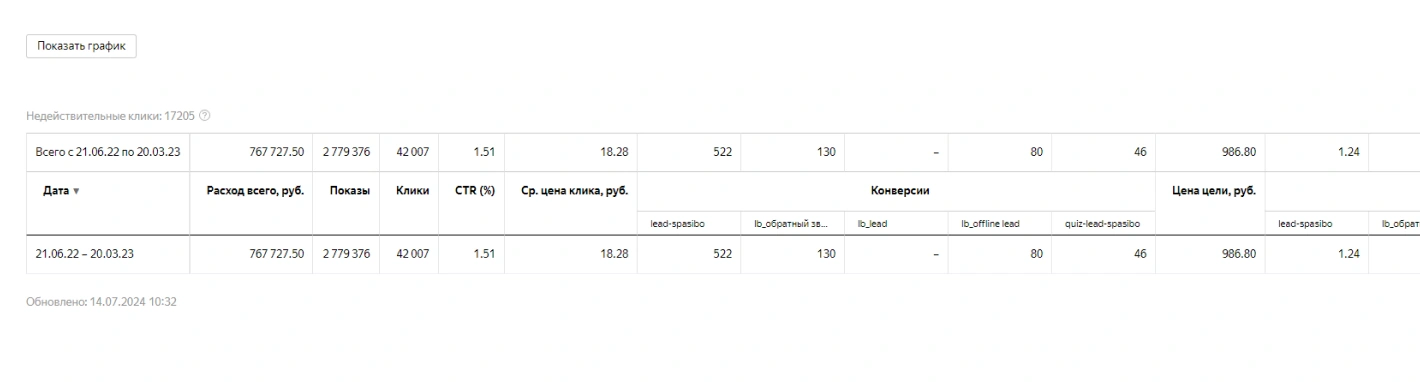 Показать график
Недействительные клики: 17205 ?
Всего с 21.06.22 по 20.03.23 767 727.50 2 779 376 42 007 1.51 18.28 522 130 – 80 46 986.80 1.24
Дата ▼ Расход всего, руб. Показы Клики CTR (%) Ср. цена клика, руб. Конверсии Цена цели, руб.
lead-spasibo lb_обратный зв... lb_lead lb_offline lead quiz-lead-spasibo lead-spasibo lb_обрат
21.06.22 – 20.03.23 767 727.50 2 779 376 42 007 1.51 18.28 522 130 – 80 46 986.80 1.24
Обновлено: 14.07.2024 10:32